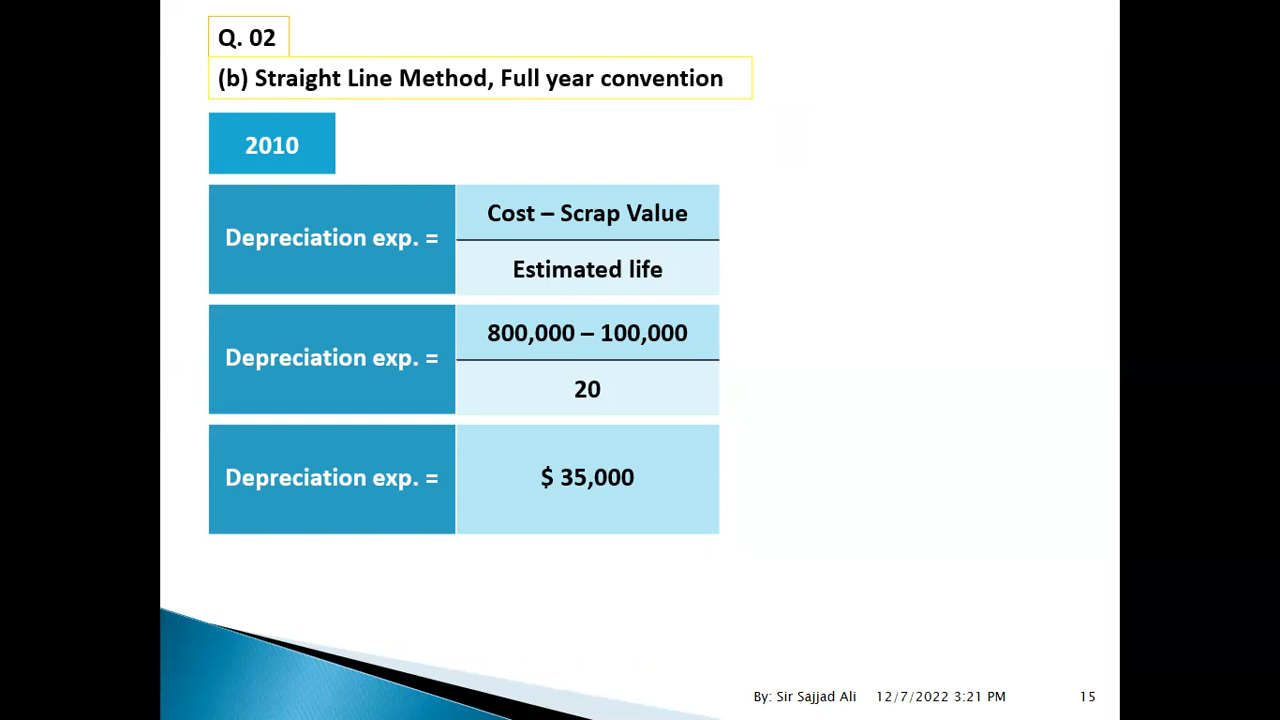 Q. 02
(b) Straight Line Method, Full year convention
2010
Depreciation exp. =
Cost – Scrap Value
Estimated life
Depreciation exp. =
800,000 – 100,000
20
Depreciation exp. =
$ 35,000
By: Sir Sajjad Ali 12/7/2022 3:21 PM 15